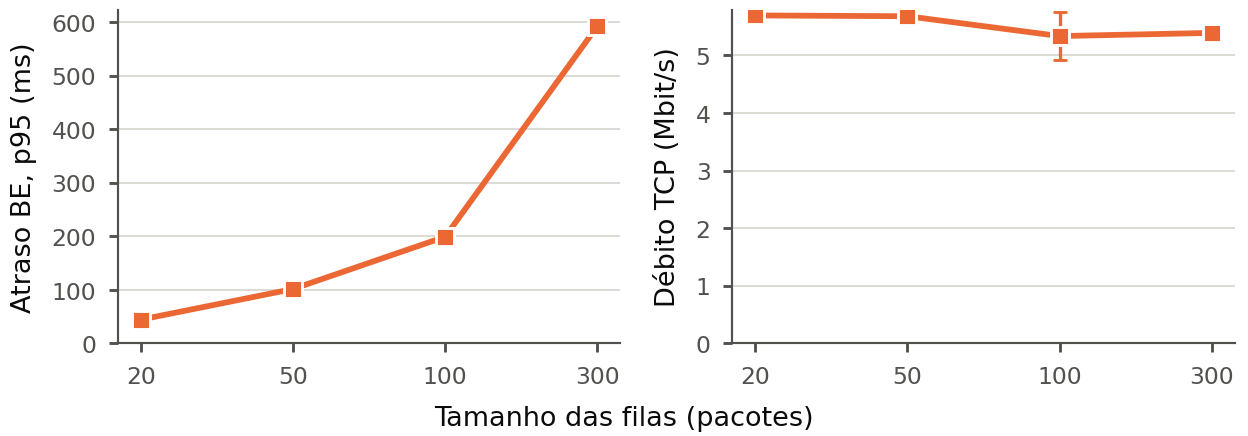 Atraso BE, p95 (ms)
600
500
400
300
200
100
0
20 50 100 300
Débito TCP (Mbit/s)
5
4
3
2
1
0
20 50 100 300
Tamanho das filas (pacotes)